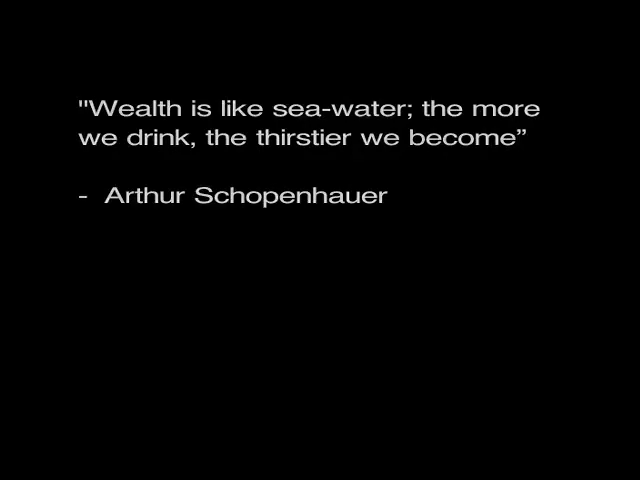 "Wealth is like sea-water; the more
we drink, the thirstier we become”
- Arthur Schopenhauer